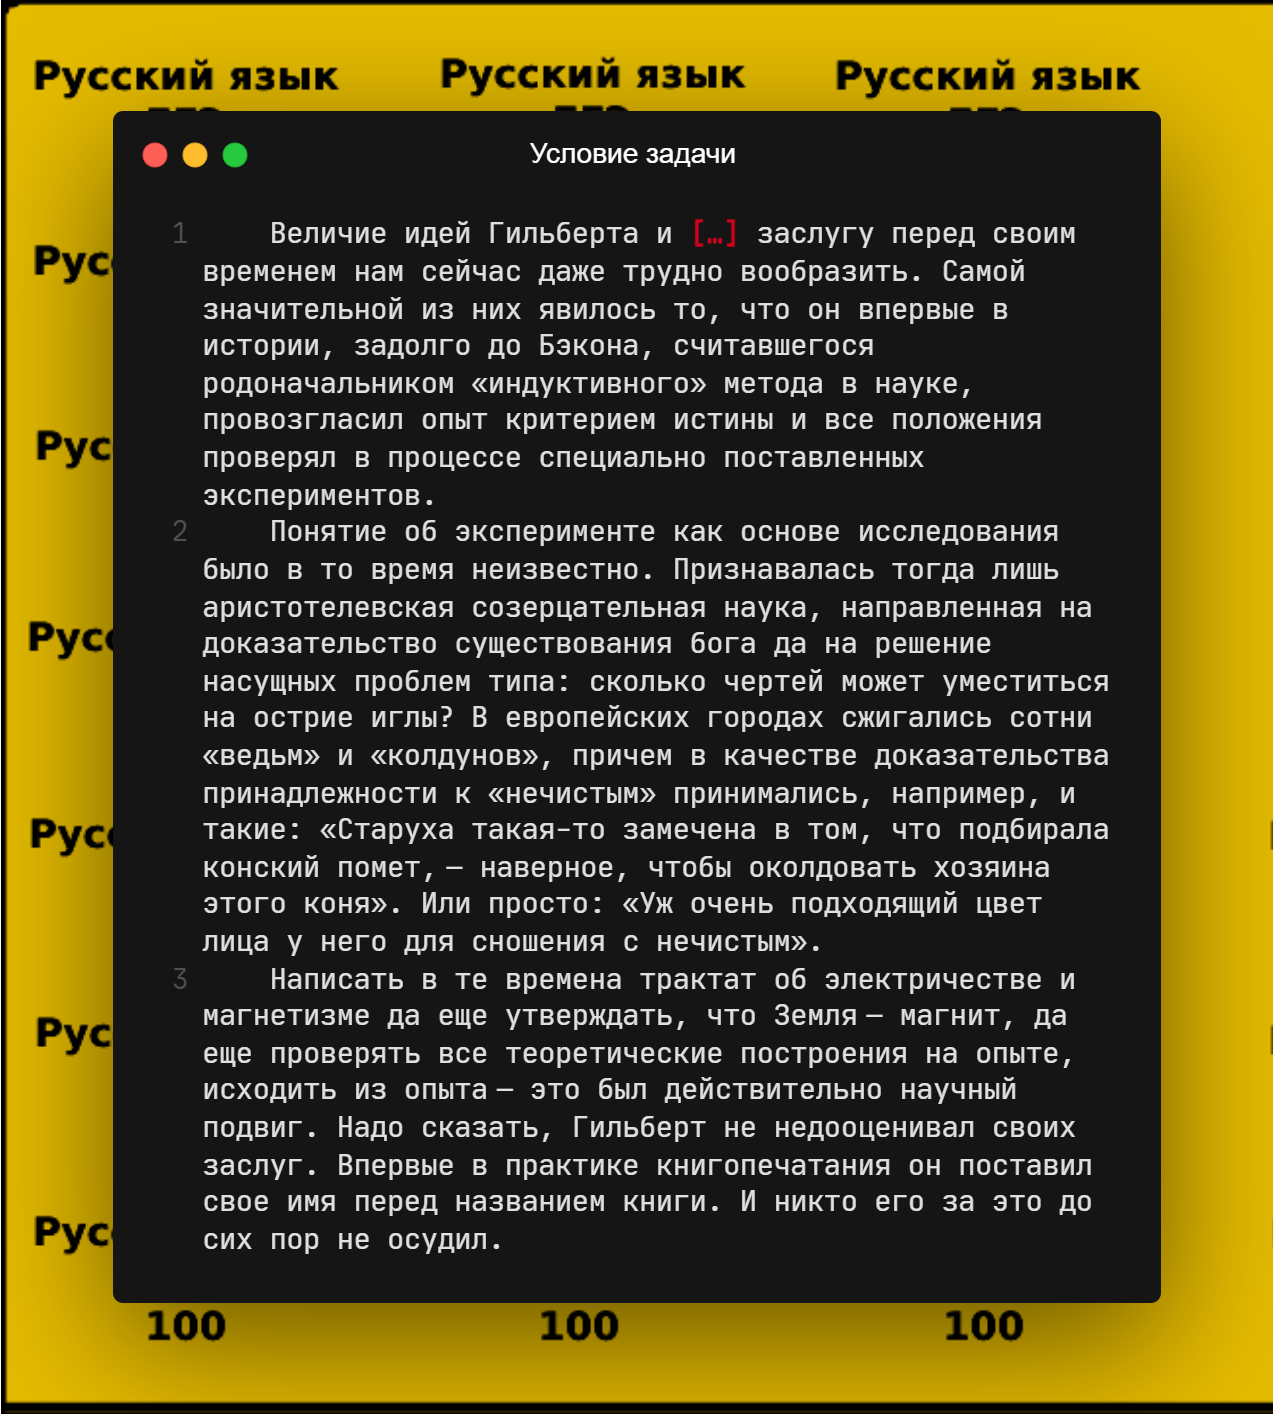 Русский язык Русский язык Русский язык
Условие задачи
1 Величие идей Гильберта и […] заслугу перед своим
временем нам сейчас даже трудно вообразить. Самой
значительной из них явилось то, что он впервые в
истории, задолго до Бэкона, считавшегося
родоначальником «индуктивного» метода в науке,
провозгласил опыт критерием истины и все положения
проверял в процессе специально поставленных
экспериментов.
2 Понятие об эксперименте как основе исследования
было в то время неизвестно. Признавалась тогда лишь
аристотелевская созерцательная наука, направленная на
доказательство существования бога да на решение
насущных проблем типа: сколько чертей может уместиться
на острие иглы? В европейских городах сжигались сотни
«ведьм» и «колдунов», причем в качестве доказательства
принадлежности к «нечистым» принимались, например, и
такие: «Старуха такая-то замечена в том, что подбирала
конский помет, — наверное, чтобы околдовать хозяина
этого коня». Или просто: «Уж очень подходящий цвет
лица у него для сношения с нечистым».
3 Написать в те времена трактат об электричестве и
магнетизме да еще утверждать, что Земля — магнит, да
еще проверять все теоретические построения на опыте,
исходить из опыта — это был действительно научный
подвиг. Надо сказать, Гильберт не недооценивал своих
заслуг. Впервые в практике книгопечатания он поставил
свое имя перед названием книги. И никто его за это до
сих пор не осудил.
100 100 100